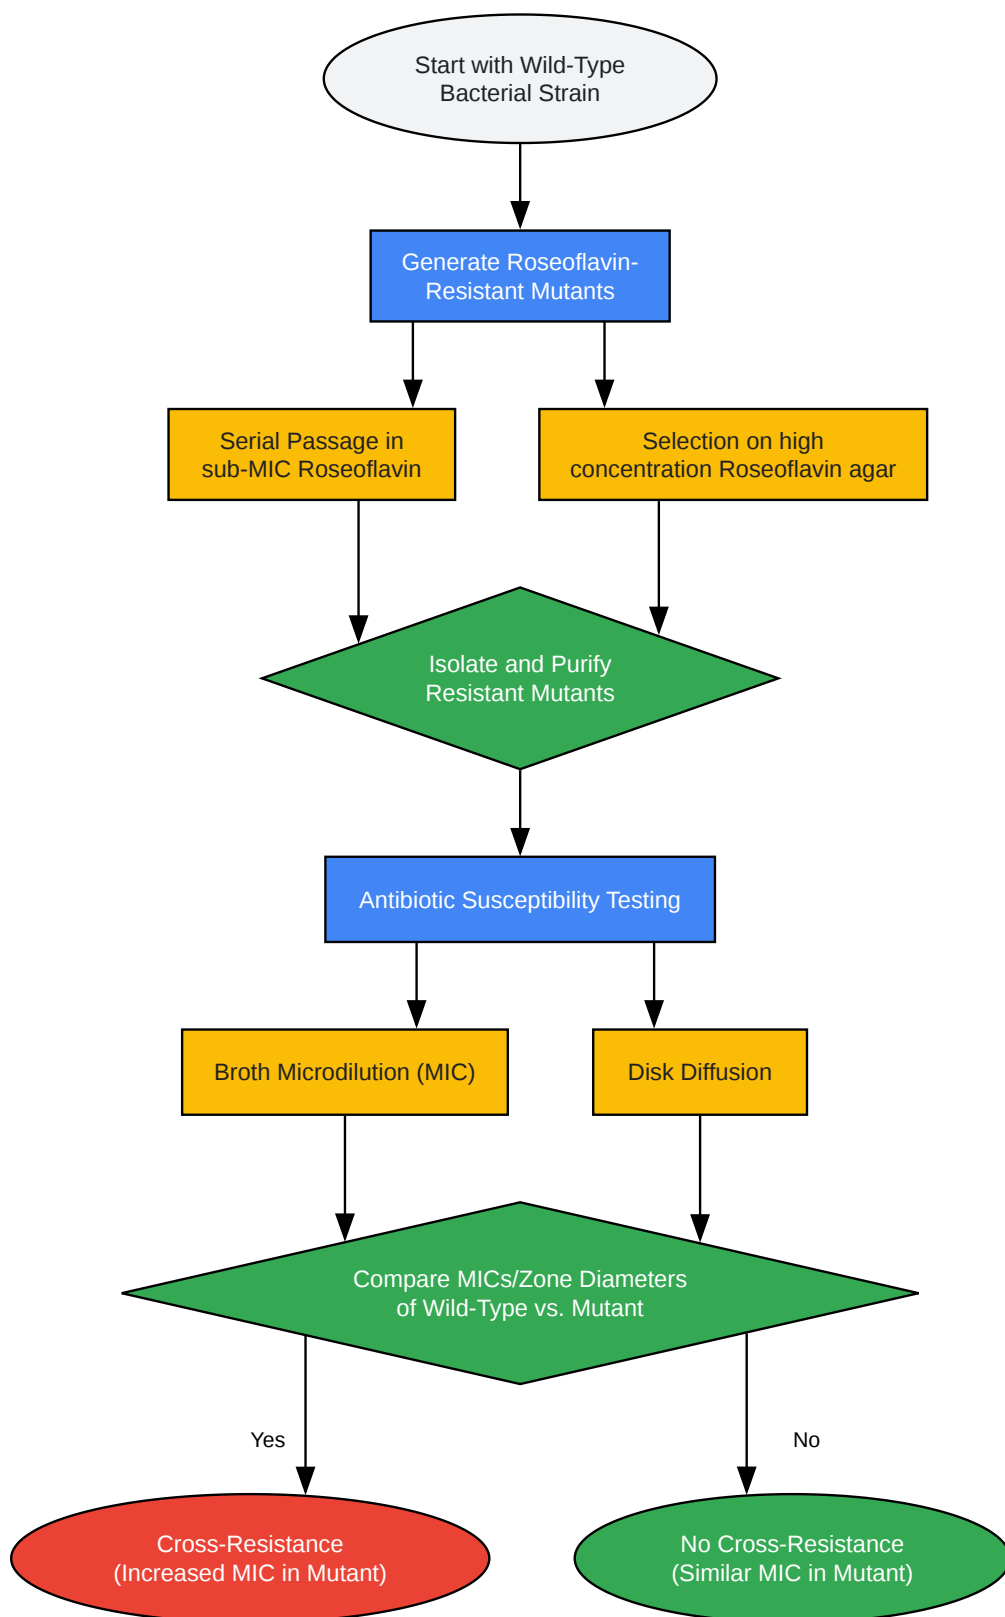 Start with Wild-Type
Bacterial Strain
Generate Roseoflavin-
Resistant Mutants
Serial Passage in
sub-MIC Roseoflavin
Selection on high
concentration Roseoflavin agar
Isolate and Purify
Resistant Mutants
Antibiotic Susceptibility Testing
Broth Microdilution (MIC)
Disk Diffusion
Compare MICs/Zone Diameters
of Wild-Type vs. Mutant
Yes
No
Cross-Resistance
(Increased MIC in Mutant)
No Cross-Resistance
(Similar MIC in Mutant)